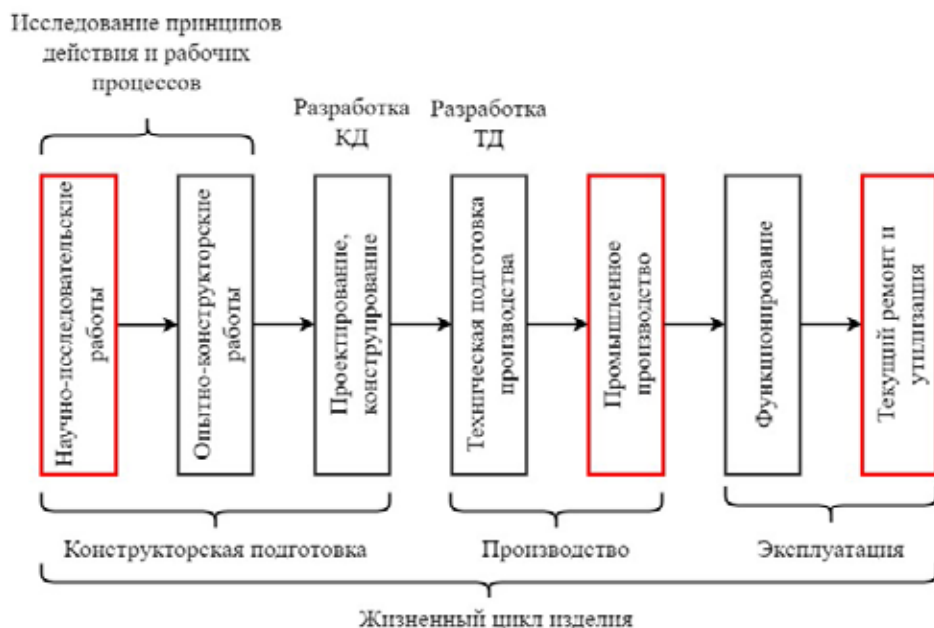 Исследование принципов
действия и рабочих
процессов
Разработка
КД
Разработка
ТД
Научно-исследовательские
работы
Опытно-конструкторские
работы
Проектирование,
конструирование
Техническая подготовка
производства
Промышленное
производство
Функционирование
Текущий ремонт и
утилизация
Конструкторская подготовка
Производство
Эксплуатация
Жизненный цикл изделия